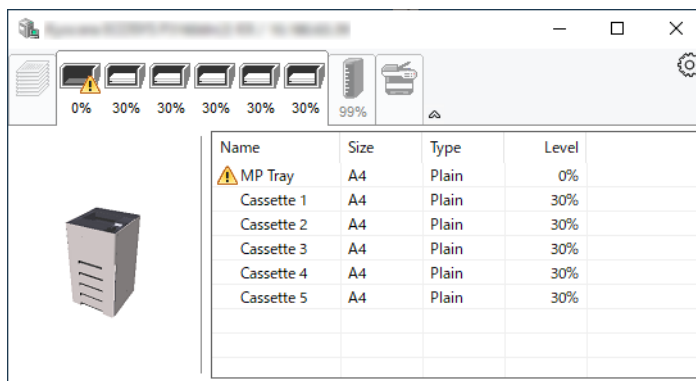 0% 30% 30% 30% 30% 30% 99%
Name Size Type Level
MP Tray A4 Plain 0%
Cassette 1 A4 Plain 30%
Cassette 2 A4 Plain 30%
Cassette 3 A4 Plain 30%
Cassette 4 A4 Plain 30%
Cassette 5 A4 Plain 30%